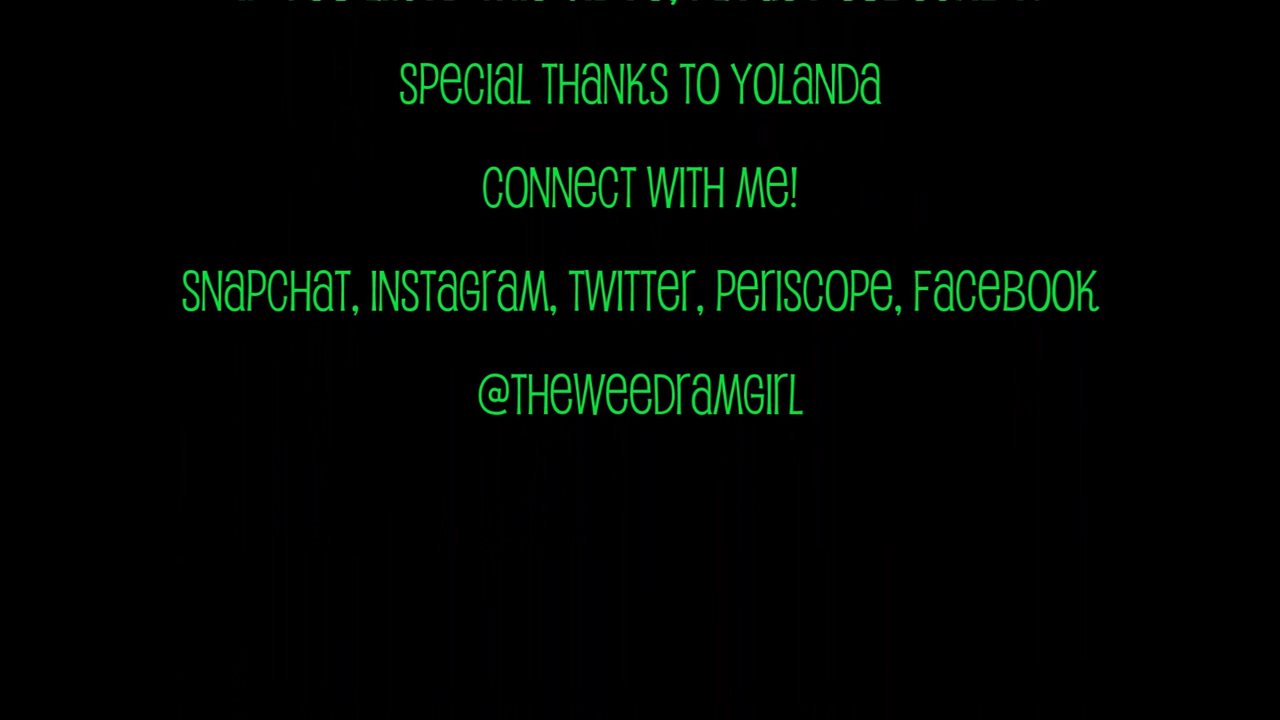 SPeCIaL THaNKS TO YOLaNDa
CONNeCT WITH Me!
SNaPCHaT, INSTaGraM, TWITTer, PerISCOPe, FaceBOOK
@THeWeeDraMGIrL